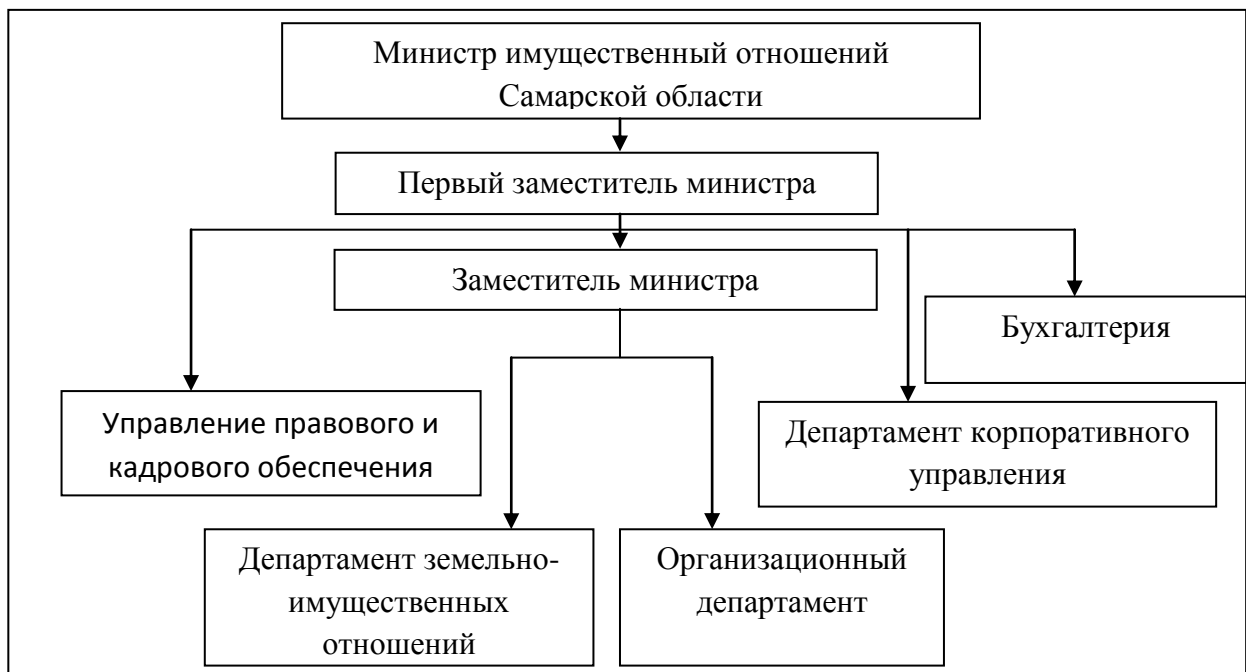 Министр имущественный отношений
Самарской области
Первый заместитель министра
Заместитель министра
Бухгалтерия
Управление правового и
кадрового обеспечения
Департамент корпоративного
управления
Департамент земельно-
имущественных
отношений
Организационный
департамент